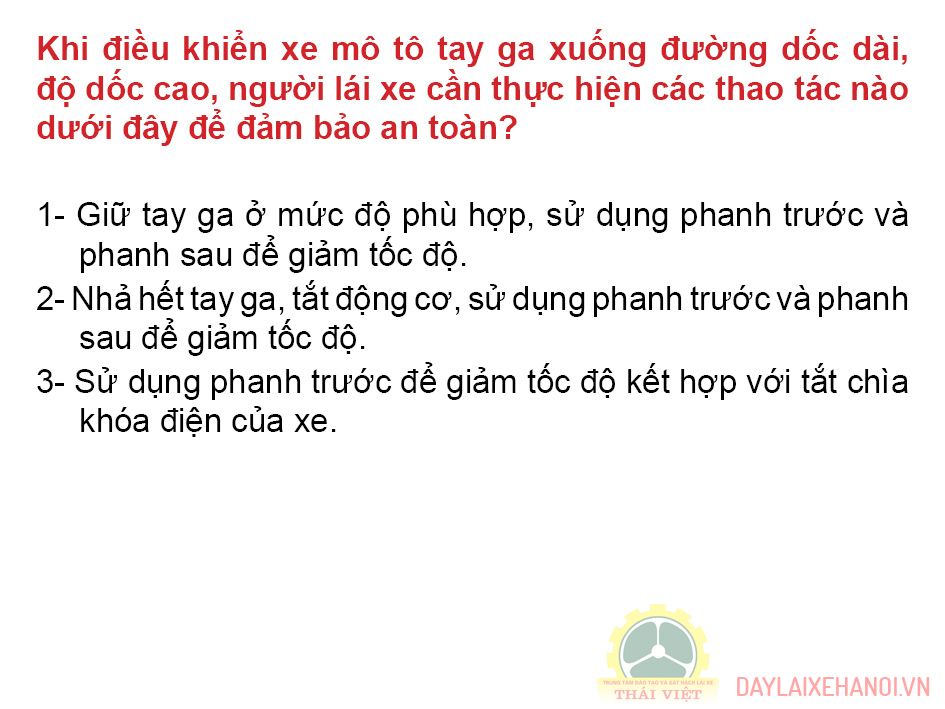 Khi điều khiển xe mô tô tay ga xuống đường dốc dài,
độ dốc cao, người lái xe cần thực hiện các thao tác nào
dưới đây để đảm bảo an toàn?
1- Giữ tay ga ở mức độ phù hợp, sử dụng phanh trước và
phanh sau để giảm tốc độ.
2- Nhả hết tay ga, tắt động cơ, sử dụng phanh trước và phanh
sau để giảm tốc độ.
3- Sử dụng phanh trước để giảm tốc độ kết hợp với tắt chìa
khóa điện của xe.
TRUNG TÂM ĐÀO TẠO VÀ SÁT HẠCH LÁI XE
THÁI VIỆT
DAYLAIXEHANOI.VN